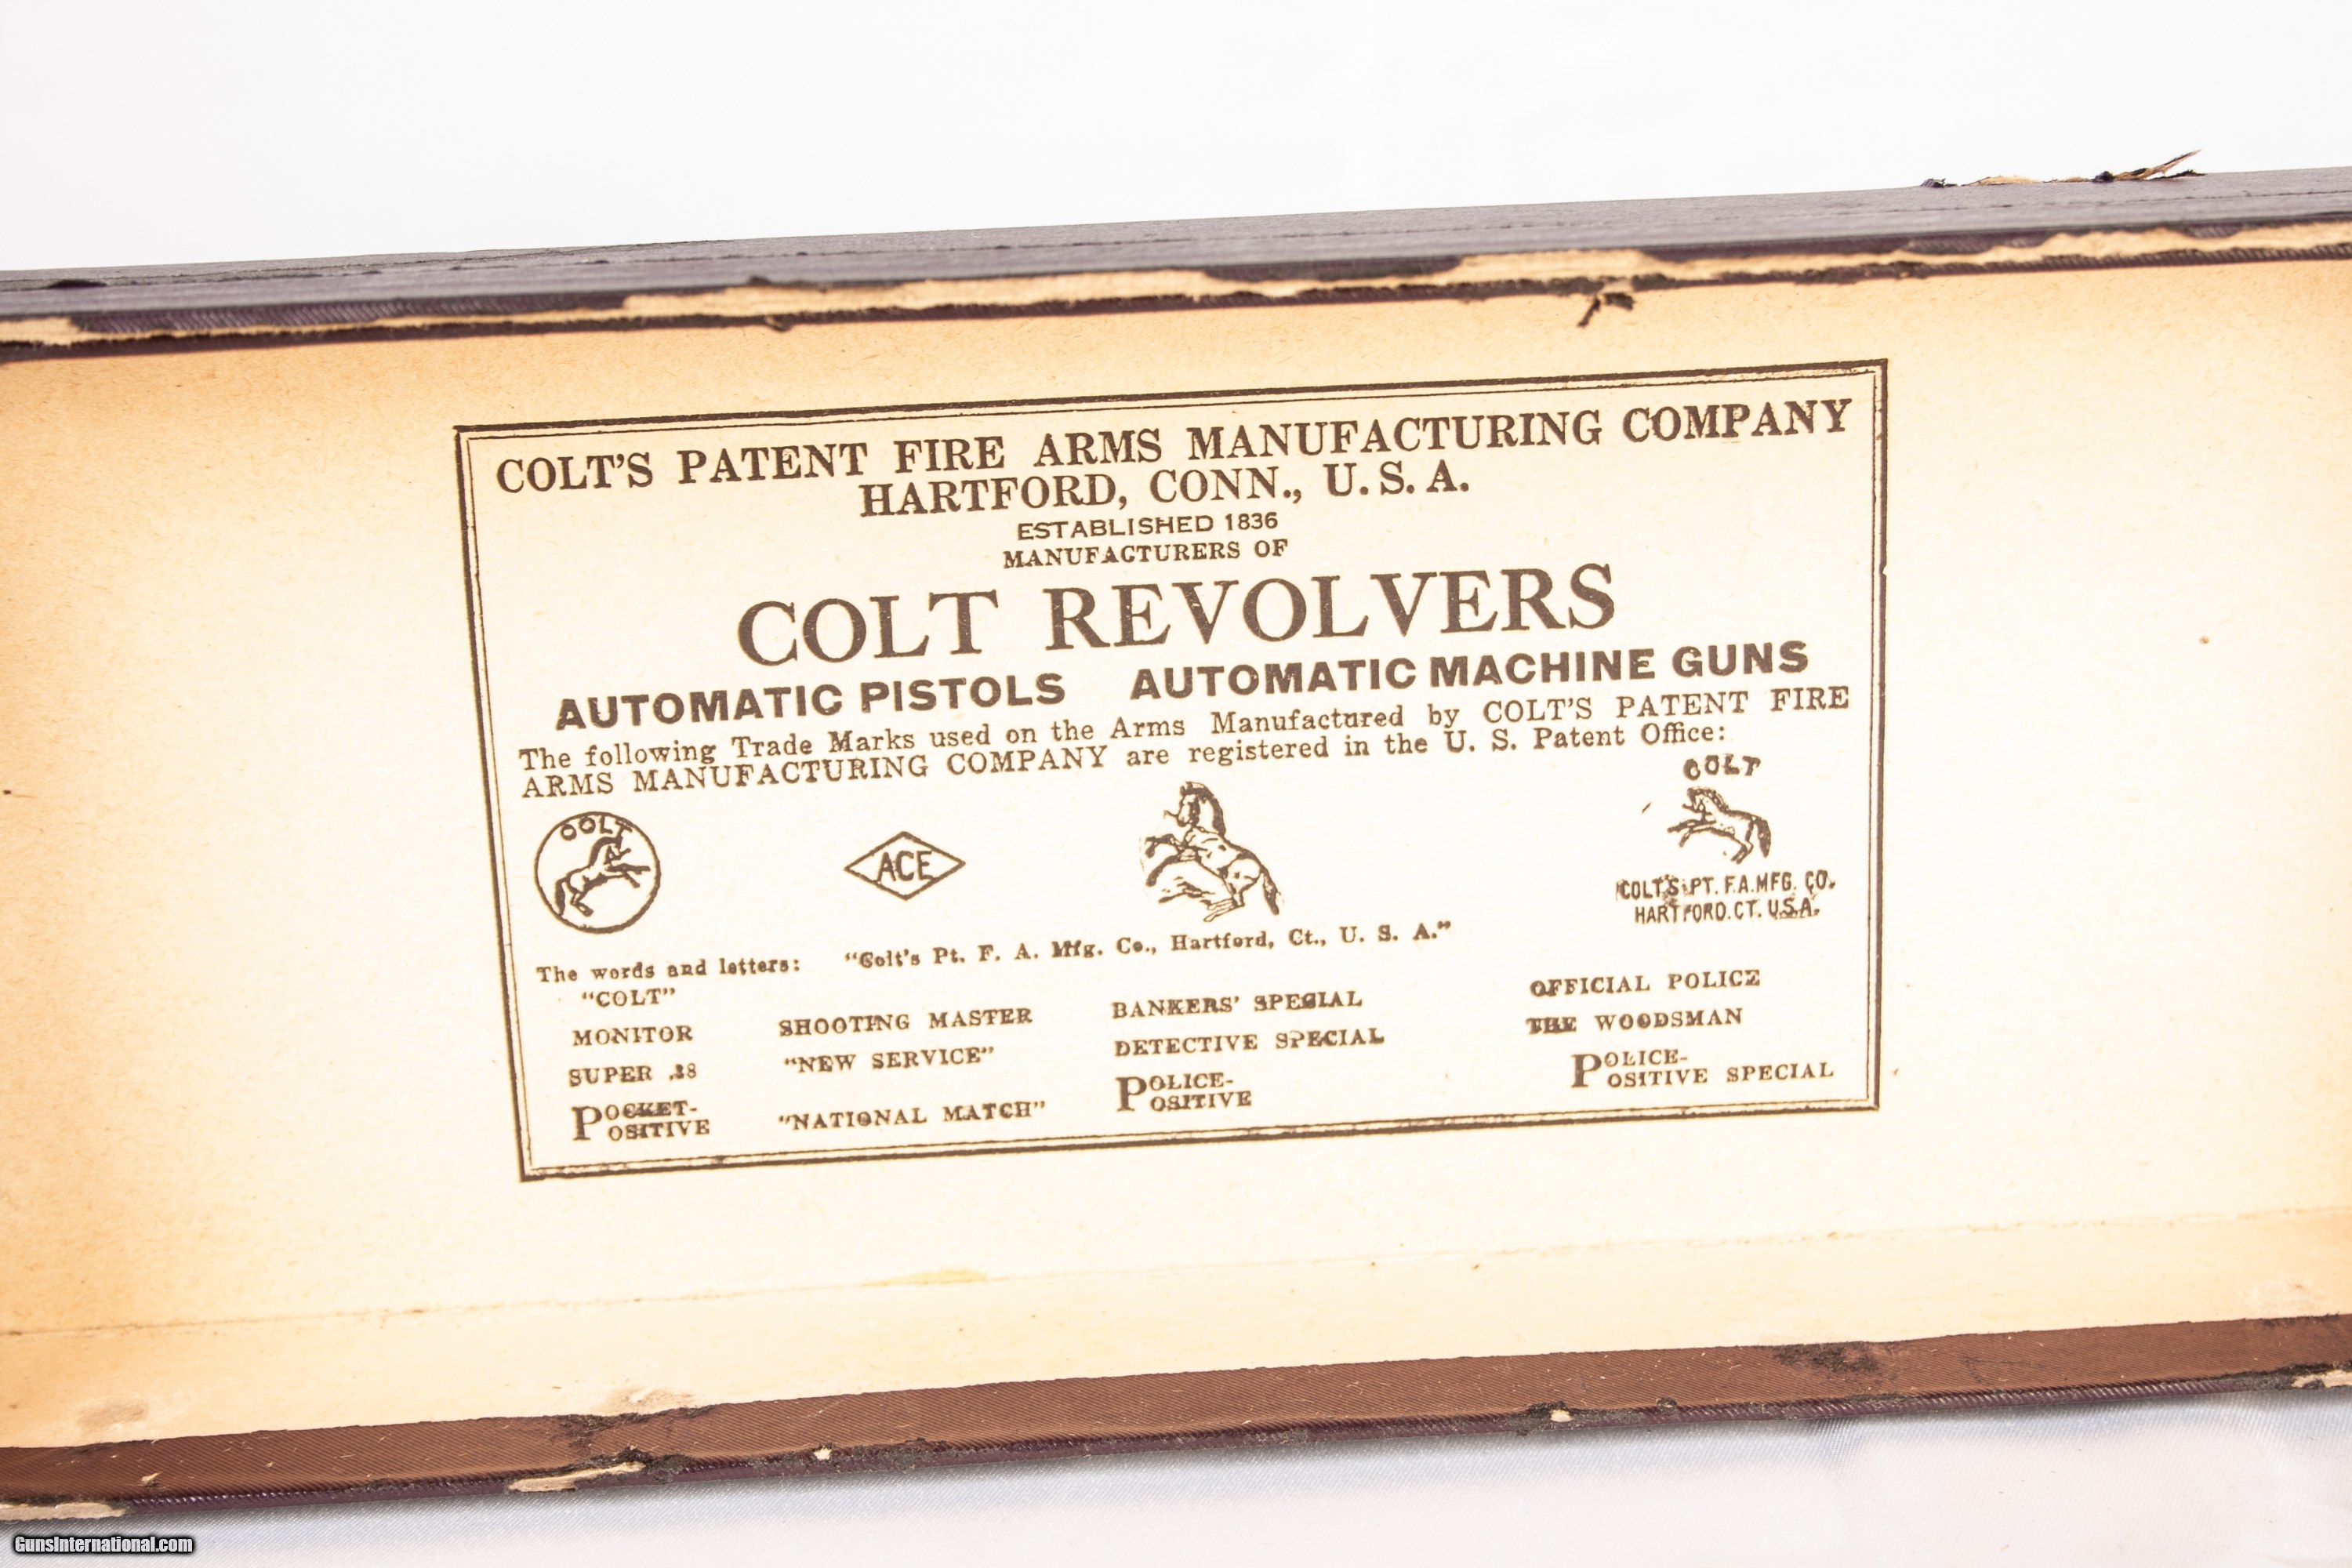 COLT'S PATENT FIRE ARMS MANUFACTURING COMPANY
HARTFORD, CONN., U. S. A.
ESTABLISHED 1836
MANUFACTURERS OF
COLT REVOLVERS
AUTOMATIC PISTOLS AUTOMATIC MACHINE GUNS
The following Trade Marks used on the Arms Manufactured by COLT'S PATENT FIRE
ARMS MANUFACTURING COMPANY are registered in the U. S. Patent Office:
COLT
ACE
COLT
COLT'S PT. F.A. MFG. CO.
HARTFORD. CT. U.S.A.
The words and letters: "Colt's Pt. F. A. Mfg. Co., Hartford, Ct., U. S. A."
"COLT" OFFICIAL POLICE
MONITOR SHOOTING MASTER BANKERS' SPECIAL THE WOODSMAN
SUPER .38 "NEW SERVICE" DETECTIVE SPECIAL POLICE-
POSITIVE SPECIAL
POCKET-
POSITIVE "NATIONAL MATCH" POLICE-
POSITIVE
GunsInternational.com